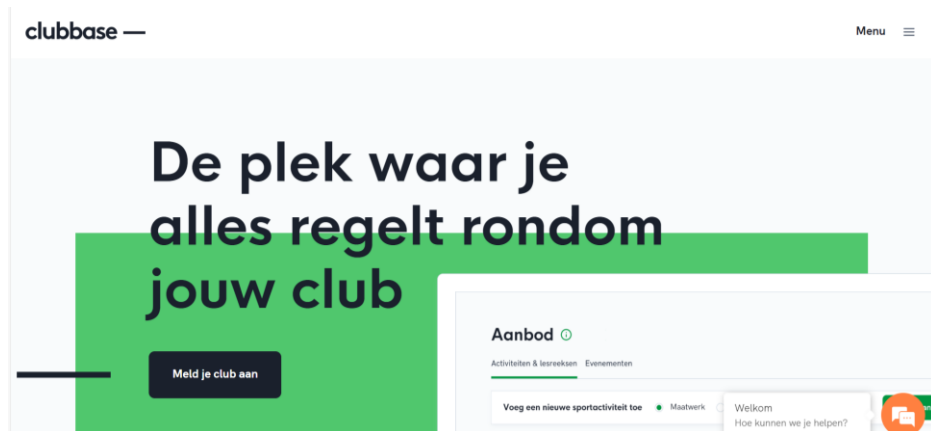 clubbase —
Menu
De plek waar je
alles regelt rondom
jouw club
Meld je club aan
Aanbod
Activiteiten & lesreeksen Evenementen
Voeg een nieuwe sportactiviteit toe Maatwerk
Welkom
Hoe kunnen we je helpen?